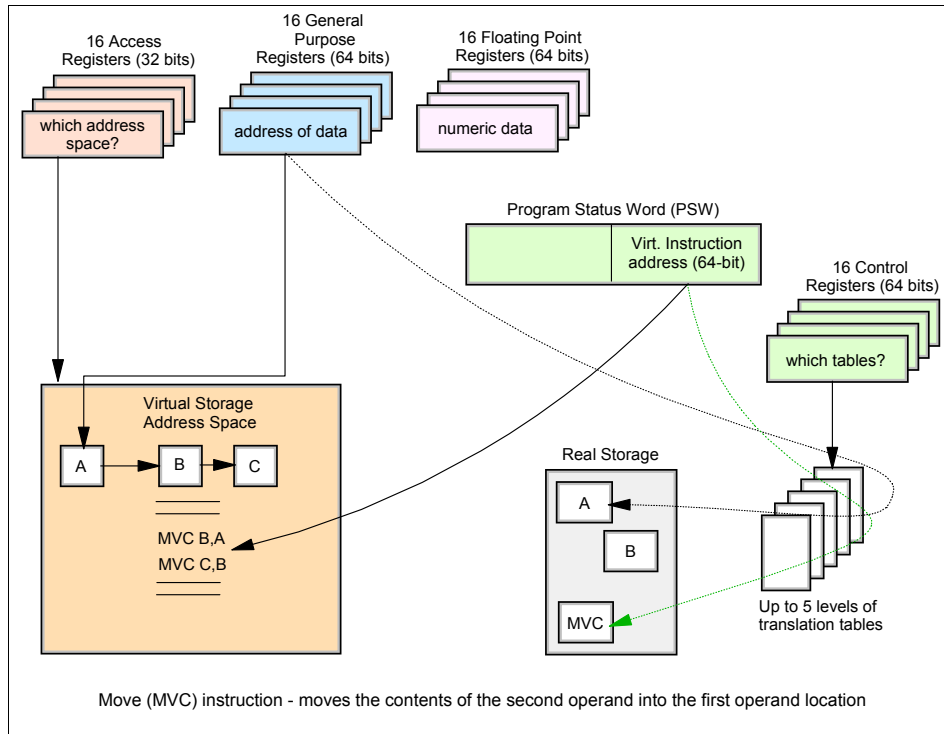 16 Access
Registers (32 bits)
16 General
Purpose
Registers (64 bits)
16 Floating Point
Registers (64 bits)
which address
space?
address of data
numeric data
Program Status Word (PSW)
Virt. Instruction
address (64-bit)
16 Control
Registers (64 bits)
which tables?
Virtual Storage
Address Space
A
B
C
MVC B,A
MVC C,B
Real Storage
A
B
MVC
Up to 5 levels of
translation tables
Move (MVC) instruction - moves the contents of the second operand into the first operand location